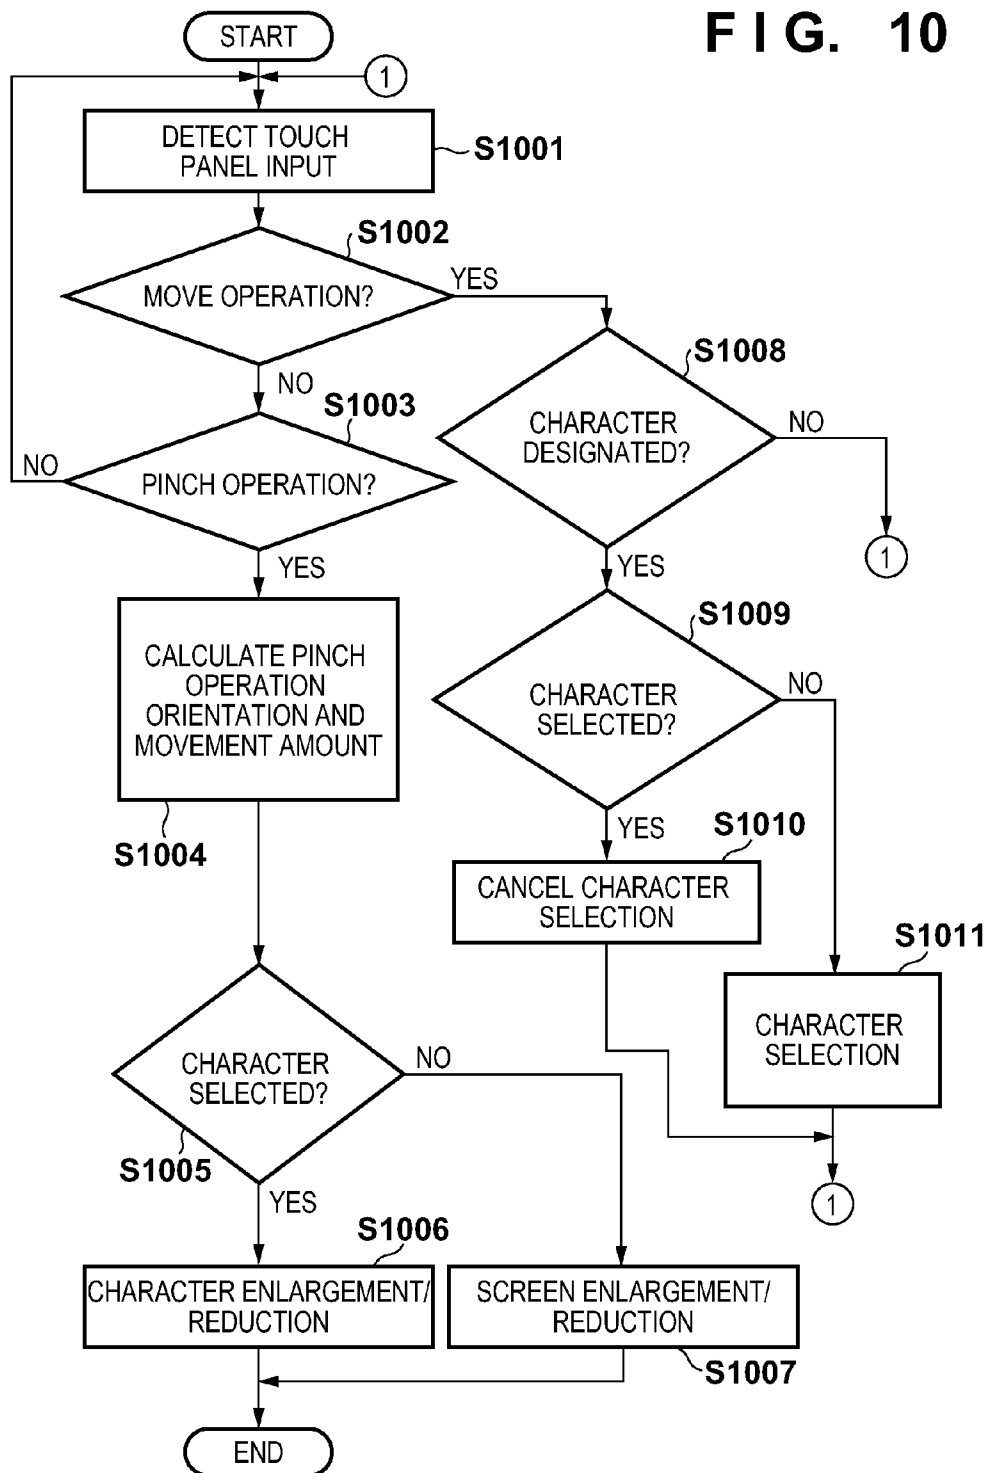 FIG. 10
START
1
DETECT TOUCH
PANEL INPUT
S1001
S1002
MOVE OPERATION?
YES
NO
S1003
PINCH OPERATION?
NO
YES
CALCULATE PINCH
OPERATION
ORIENTATION AND
MOVEMENT AMOUNT
S1004
S1008
CHARACTER
DESIGNATED?
NO
1
YES
S1009
CHARACTER
SELECTED?
NO
YES
S1010
CANCEL CHARACTER
SELECTION
S1011
CHARACTER
SELECTION
1
CHARACTER
SELECTED?
NO
S1005
YES
S1006
CHARACTER ENLARGEMENT/
REDUCTION
SCREEN ENLARGEMENT/
REDUCTION
S1007
END